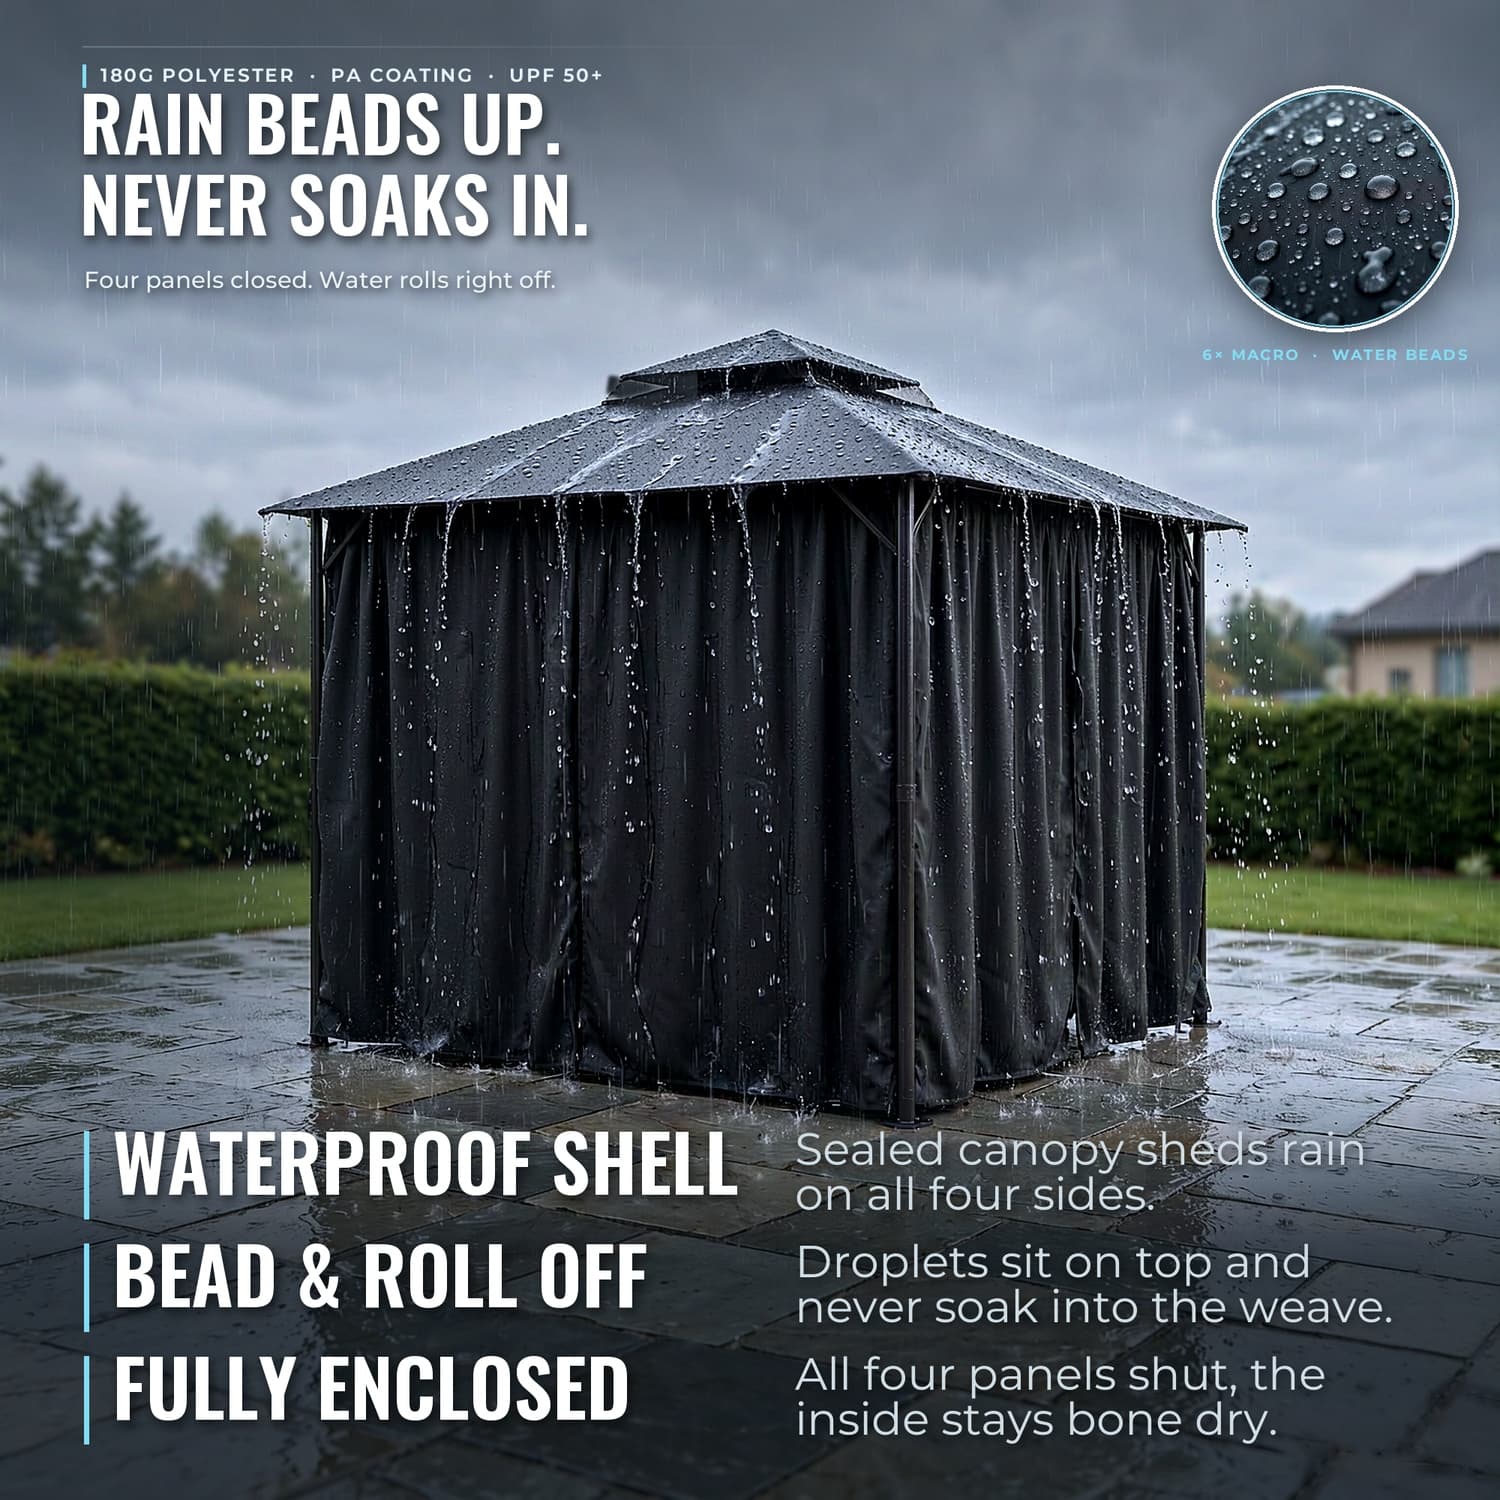 180G POLYESTER · PA COATING · UPF 50+
RAIN BEADS UP.
NEVER SOAKS IN.
Four panels closed. Water rolls right off.
6× MACRO · WATER BEADS
WATERPROOF SHELL
Sealed canopy sheds rain
on all four sides.
BEAD & ROLL OFF
Droplets sit on top and
never soak into the weave.
FULLY ENCLOSED
All four panels shut, the
inside stays bone dry.